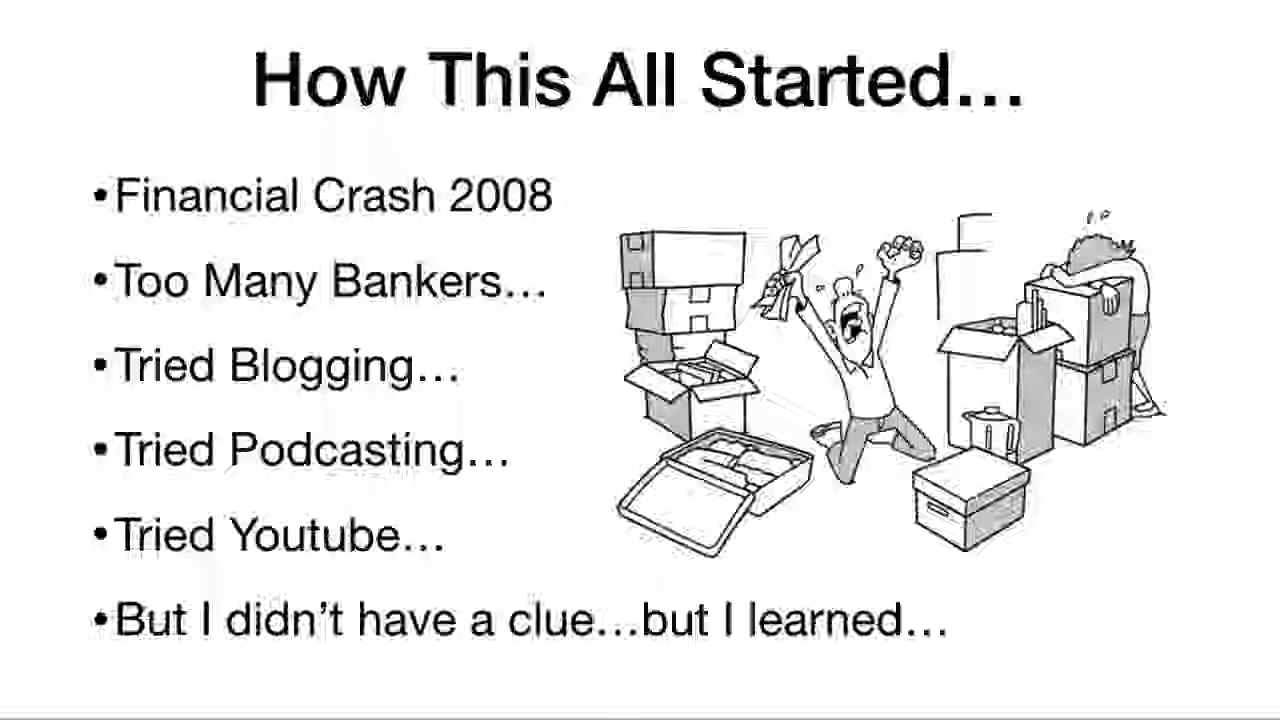 How This All Started…
•Financial Crash 2008
•Too Many Bankers…
•Tried Blogging…
•Tried Podcasting…
•Tried Youtube…
•But I didn’t have a clue…but I learned…